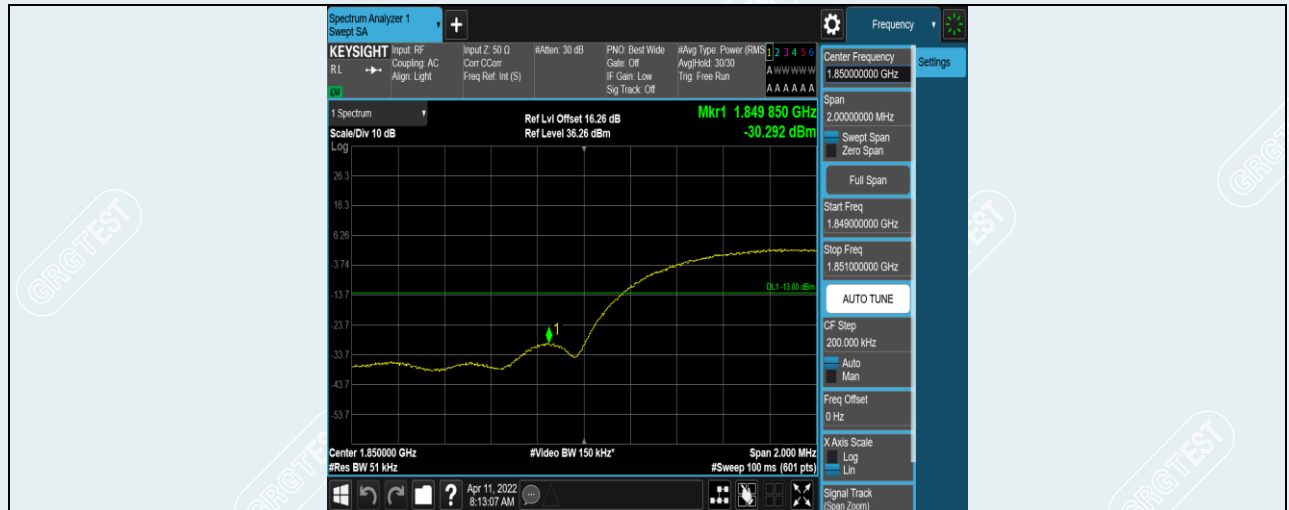 Spectrum Analyzer 1
Swept SA
+
Frequency
KEYSIGHT
RL
Input: RF
Coupling: AC
Align: Light
Input Z: 50 Ω
Corr CCorr
Freq Ref: Int (S)
#Atten: 30 dB
PNO: Best Wide
Gate: Off
IF Gain: Low
Sig Track: Off
#Avg Type: Power (RMS
Avg|Hold: 30/30
Trig: Free Run
1 2 3 4 5 6
A W W W W W
A A A A A A
1 Spectrum
Scale/Div 10 dB
Log
Ref Lvl Offset 16.26 dB
Ref Level 36.26 dBm
Mkr1 1.849 850 GHz
-30.292 dBm
26.3
16.3
6.26
-3.74
-13.7
-23.7
-33.7
-43.7
-53.7
DL1 -13.00 dBm
1
Center 1.850000 GHz
#Res BW 51 kHz
#Video BW 150 kHz*
Span 2.000 MHz
#Sweep 100 ms (601 pts)
?
Apr 11, 2022
8:13:07 AM
Center Frequency
1.850000000 GHz
Settings
Span
2.00000000 MHz
Swept Span
Zero Span
Full Span
Start Freq
1.849000000 GHz
Stop Freq
1.851000000 GHz
AUTO TUNE
CF Step
200.000 kHz
Auto
Man
Freq Offset
0 Hz
X Axis Scale
Log
Lin
Signal Track
(Span Zoom)
GRGTEST
GRGTEST
GRGTEST